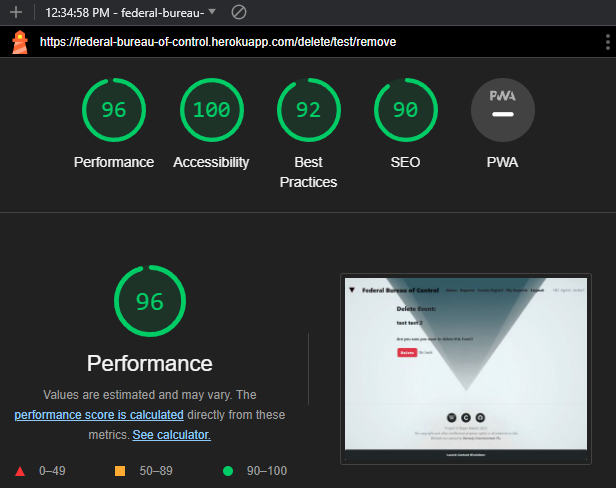 12:34:58 PM - federal-bureau-
https://federal-bureau-of-control.herokuapp.com/delete/test/remove
96 100 92 90 PWA
Performance Accessibility Best Practices SEO PWA
96
Performance
Values are estimated and may vary. The
performance score is calculated directly from these
metrics. See calculator.
0–49 50–89 90–100
Federal Bureau of Control
Delete Event:
test test 2
Are you sure you want to delete this Event?
Delete Go back